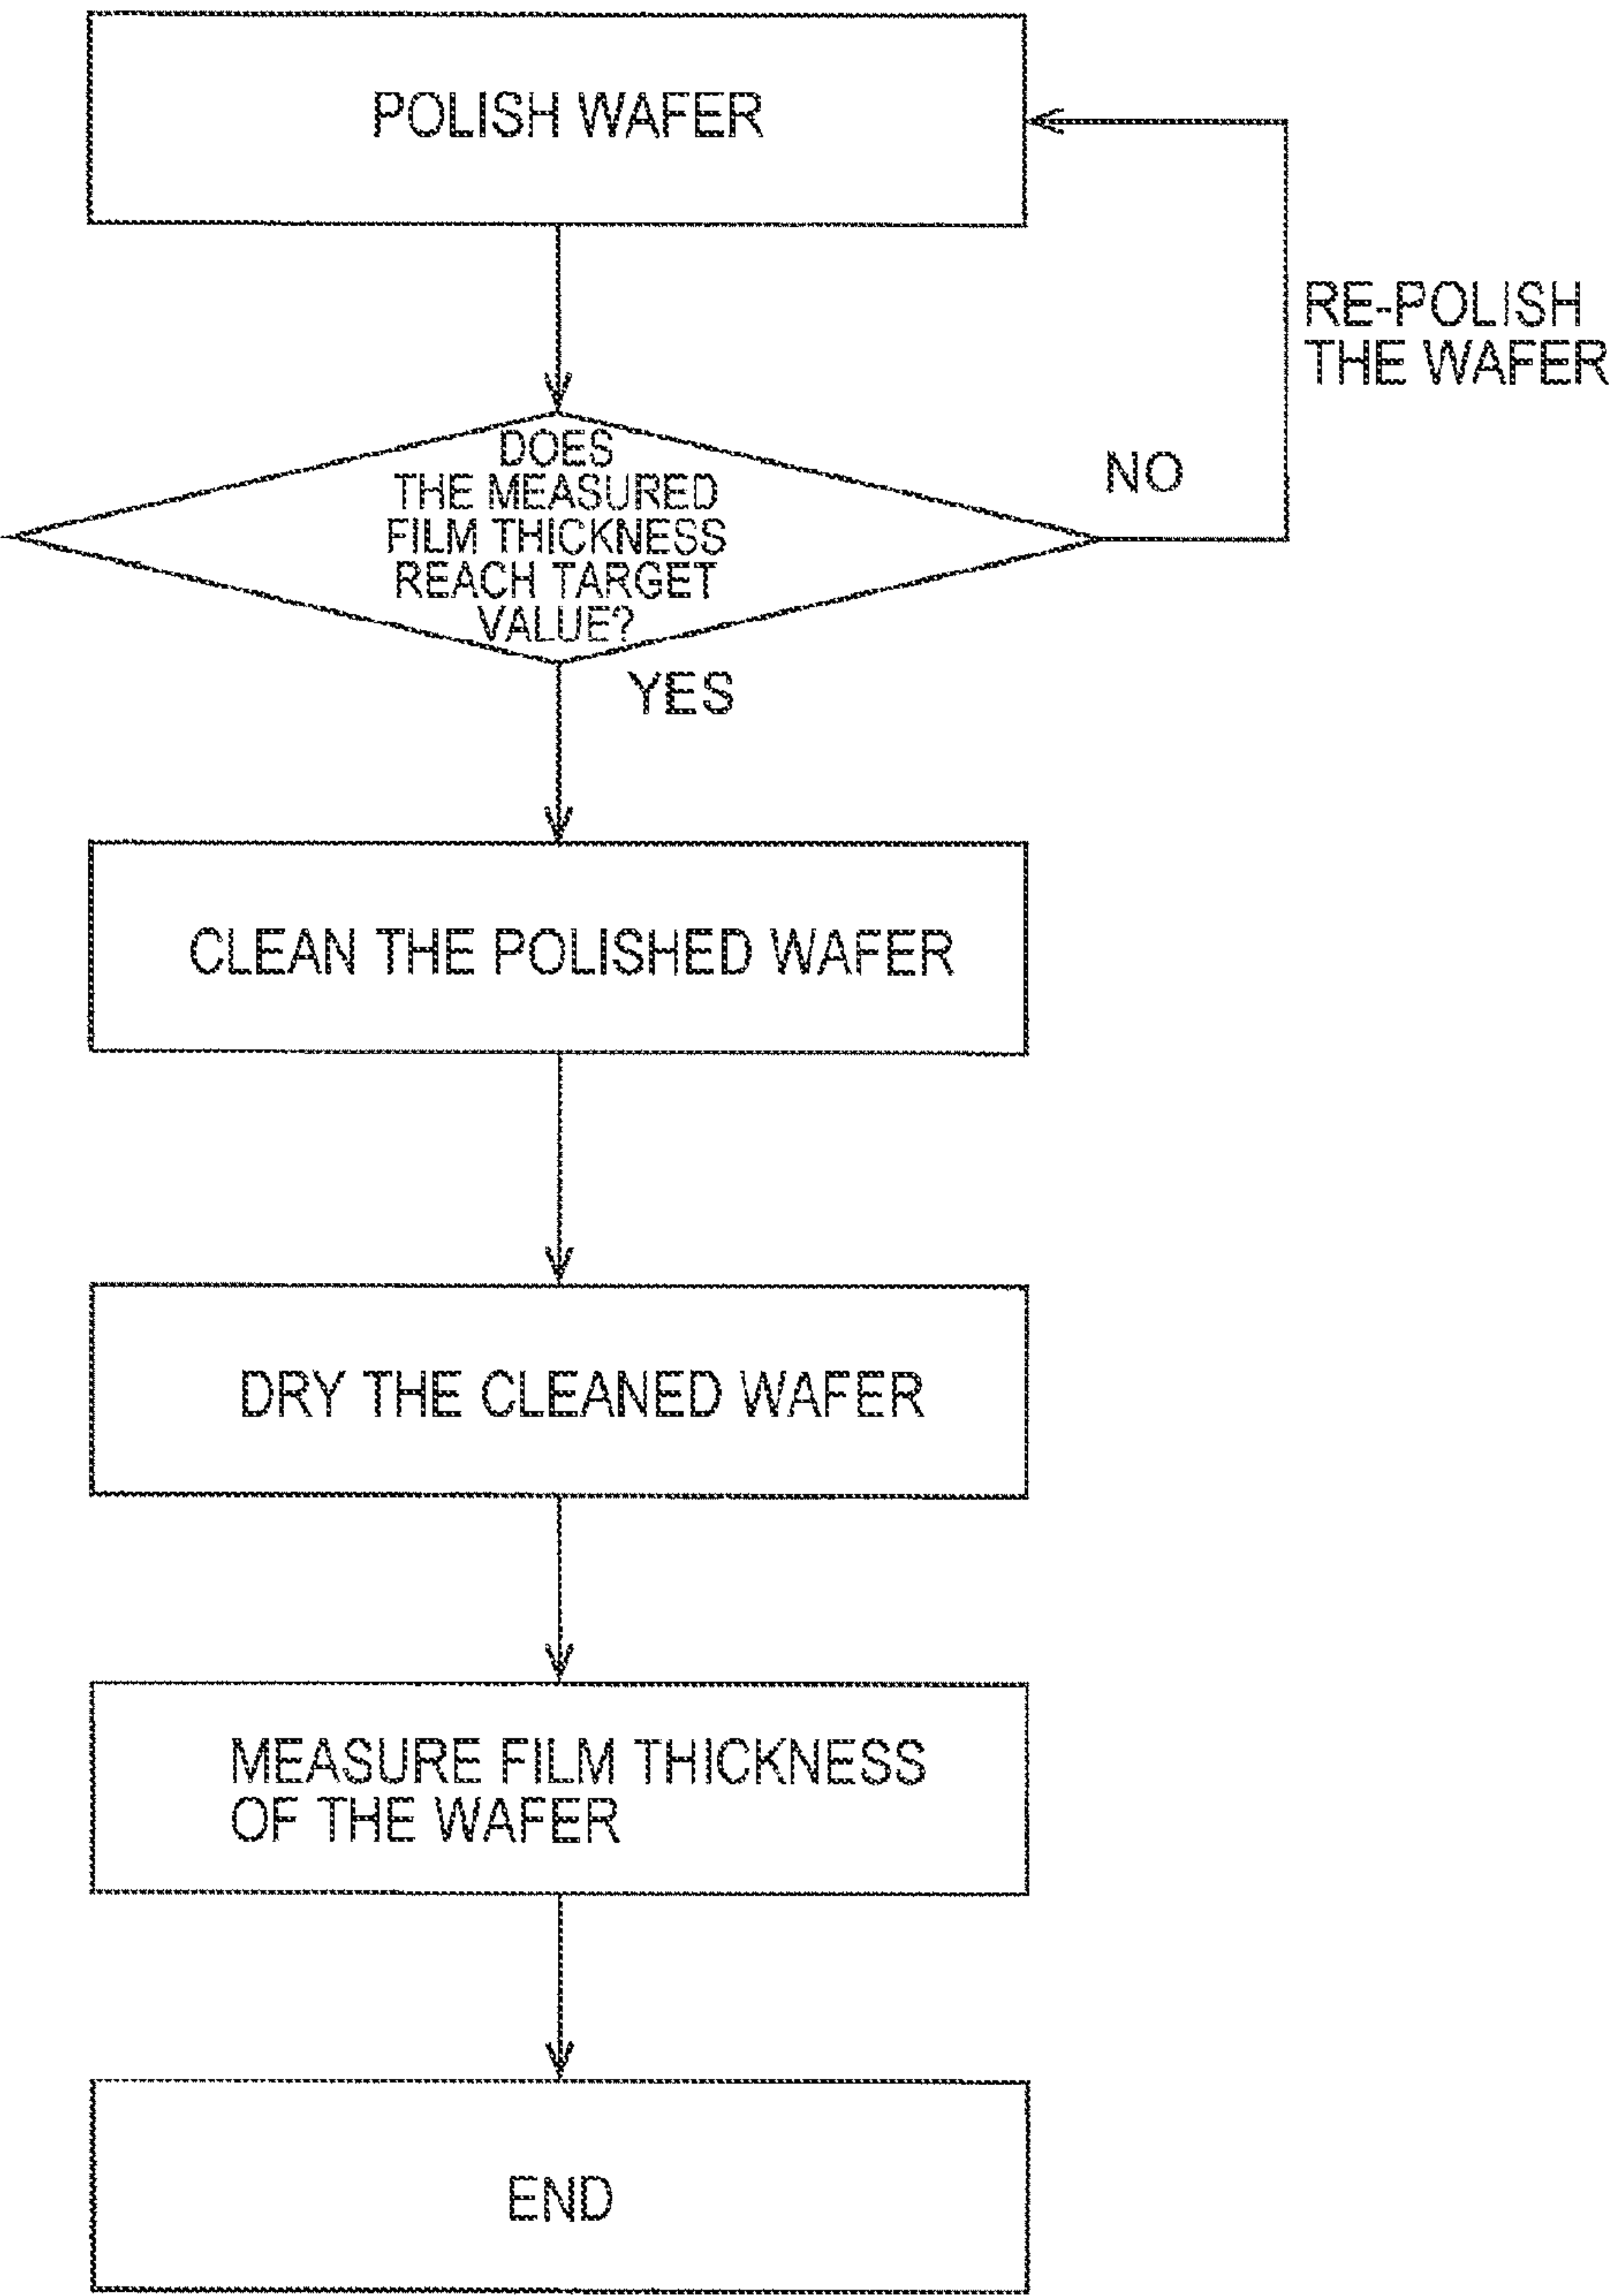 POLISH WAFER
RE-POLISH
THE WAFER
DOES
THE MEASURED
FILM THICKNESS
REACH TARGET
VALUE?
NO
YES
CLEAN THE POLISHED WAFER
DRY THE CLEANED WAFER
MEASURE FILM THICKNESS
OF THE WAFER
END